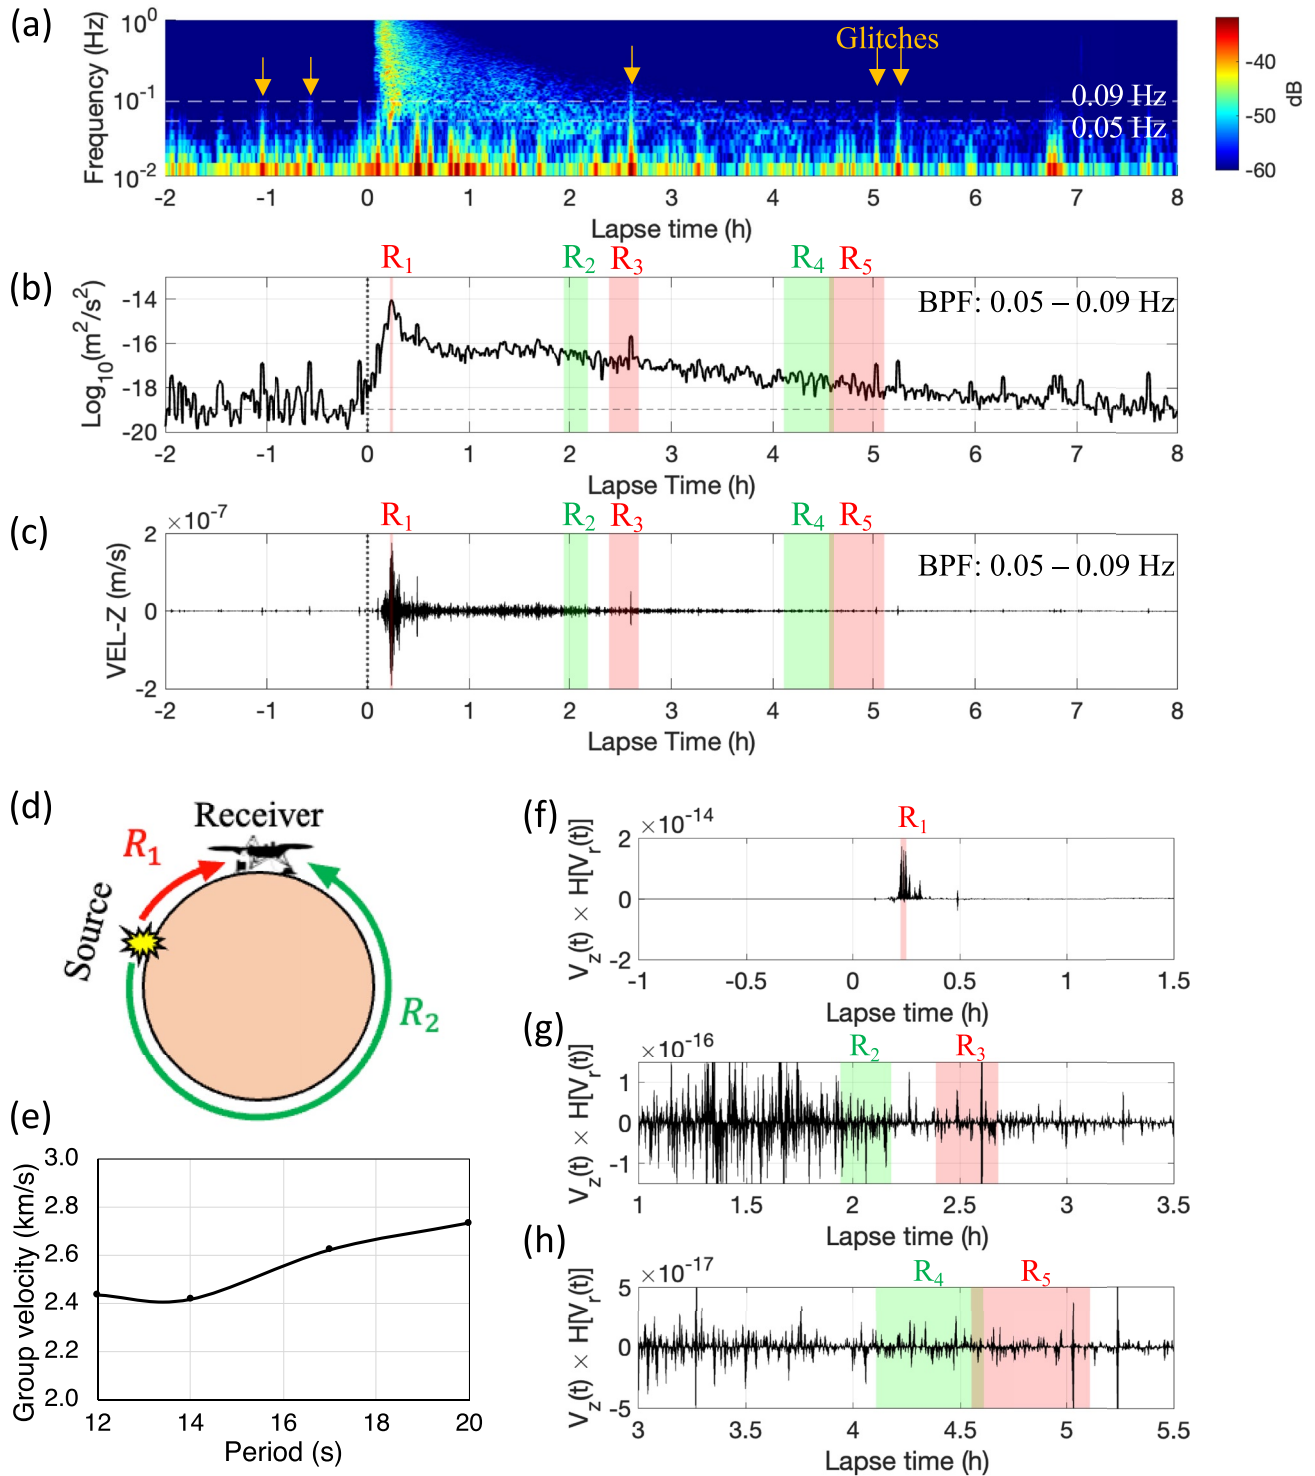 (a)
Frequency (Hz)
10⁰
10⁻¹
10⁻²
Glitches
0.09 Hz
0.05 Hz
-40
-50
-60
dB
-2 -1 0 1 2 3 4 5 6 7 8
Lapse time (h)
(b)
R₁ R₂ R₃ R₄ R₅
Log₁₀(m²/s²)
-14
-16
-18
-20
BPF: 0.05 – 0.09 Hz
-2 -1 0 1 2 3 4 5 6 7 8
Lapse Time (h)
(c)
R₁ R₂ R₃ R₄ R₅
×10⁻⁷
VEL-Z (m/s)
2
0
-2
BPF: 0.05 – 0.09 Hz
-2 -1 0 1 2 3 4 5 6 7 8
Lapse Time (h)
(d)
Receiver
R₁
Source
R₂
(e)
Group velocity (km/s)
3.0
2.8
2.6
2.4
2.2
2.0
12 14 16 18 20
Period (s)
(f)
×10⁻¹⁴
R₁
V_z(t) × H[V_r(t)]
2
0
-2
-1 -0.5 0 0.5 1 1.5
Lapse time (h)
(g)
×10⁻¹⁶
R₂ R₃
V_z(t) × H[V_r(t)]
1
0
-1
1 1.5 2 2.5 3 3.5
Lapse time (h)
(h)
×10⁻¹⁷
R₄ R₅
V_z(t) × H[V_r(t)]
5
0
-5
3 3.5 4 4.5 5 5.5
Lapse time (h)